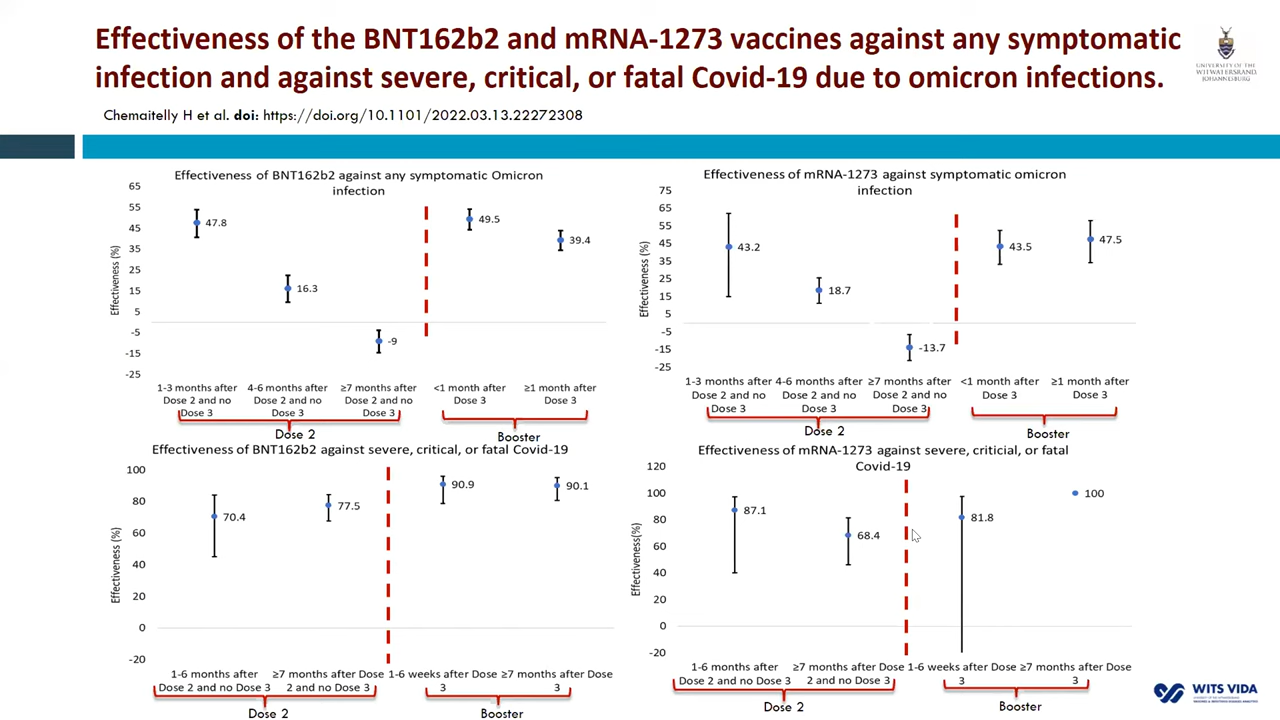 Effectiveness of the BNT162b2 and mRNA-1273 vaccines against any symptomatic
infection and against severe, critical, or fatal Covid-19 due to omicron infections.
UNIVERSITY OF THE
WITWATERSRAND,
JOHANNESBURG
Chemaitelly H et al. doi: https://doi.org/10.1101/2022.03.13.22272308
Effectiveness of BNT162b2 against any symptomatic Omicron
infection
Effectiveness (%)
65
55
45
35
25
15
5
-5
-15
-25
47.8
16.3
-9
49.5
39.4
1-3 months after
Dose 2 and no
Dose 3
4-6 months after
Dose 2 and no
Dose 3
≥7 months after
Dose 2 and no
Dose 3
<1 month after
Dose 3
≥1 month after
Dose 3
Dose 2
Booster
Effectiveness of mRNA-1273 against symptomatic omicron
infection
Effectiveness (%)
75
65
55
45
35
25
15
5
-5
-15
-25
43.2
18.7
-13.7
43.5
47.5
1-3 months after
Dose 2 and no
Dose 3
4-6 months after
Dose 2 and no
Dose 3
≥7 months after
Dose 2 and no
Dose 3
<1 month after
Dose 3
≥1 month after
Dose 3
Dose 2
Booster
Effectiveness of BNT162b2 against severe, critical, or fatal Covid-19
Effectiveness (%)
100
80
60
40
20
0
-20
70.4
77.5
90.9
90.1
1-6 months after
Dose 2 and no Dose 3
≥7 months after Dose
2 and no Dose 3
1-6 weeks after Dose
3
≥7 months after Dose
3
Dose 2
Booster
Effectiveness of mRNA-1273 against severe, criticial, or fatal
Covid-19
Effectiveness(%)
120
100
80
60
40
20
0
-20
87.1
68.4
81.8
100
1-6 months after
Dose 2 and no Dose 3
≥7 months after Dose
2 and no Dose 3
1-6 weeks after Dose
3
≥7 months after Dose
3
Dose 2
Booster
WITS VIDA